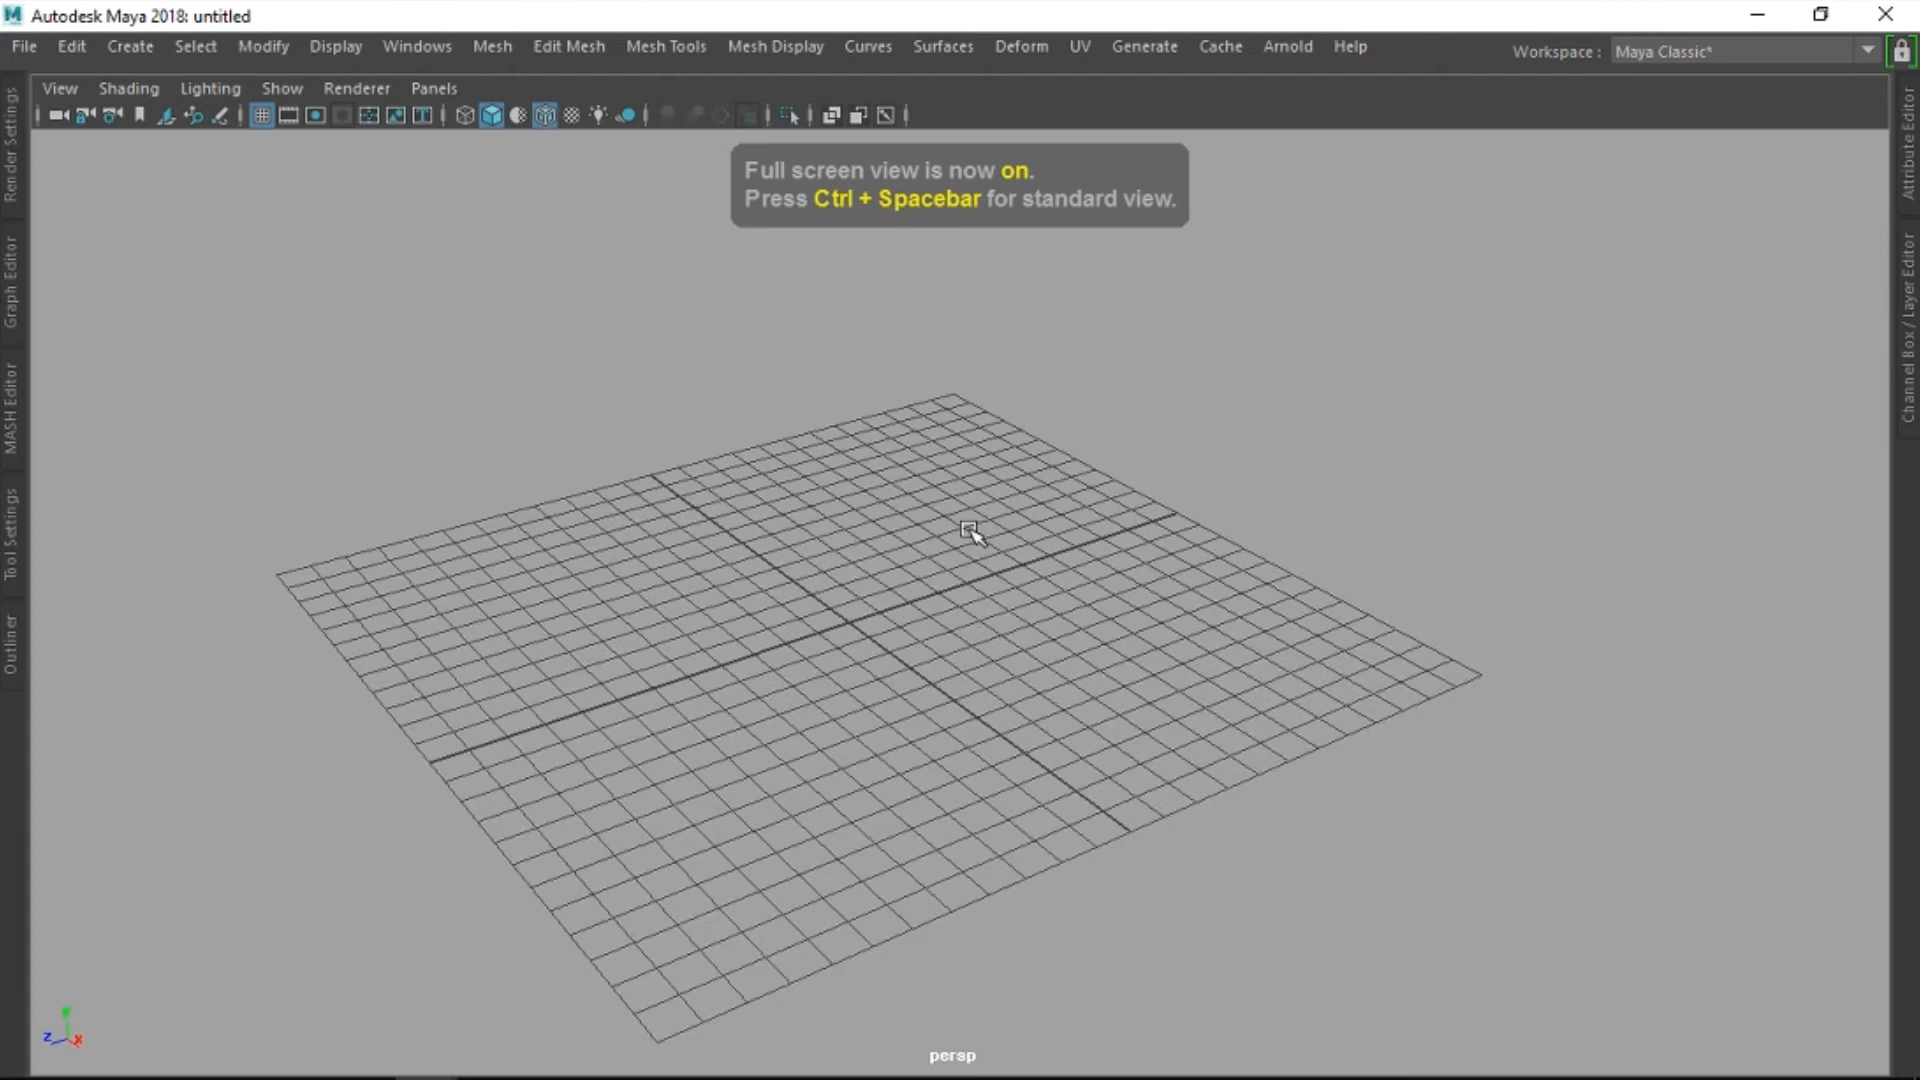 Autodesk Maya 2018: untitled
File Edit Create Select Modify Display Windows Mesh Edit Mesh Mesh Tools Mesh Display Curves Surfaces Deform UV Generate Cache Arnold Help
Workspace : Maya Classic*
View Shading Lighting Show Renderer Panels
Full screen view is now on.
Press Ctrl + Spacebar for standard view.
Render Settings
Graph Editor
MASH Editor
Tool Settings
Outliner
Attribute Editor
Channel Box / Layer Editor
Y
Z
X
persp